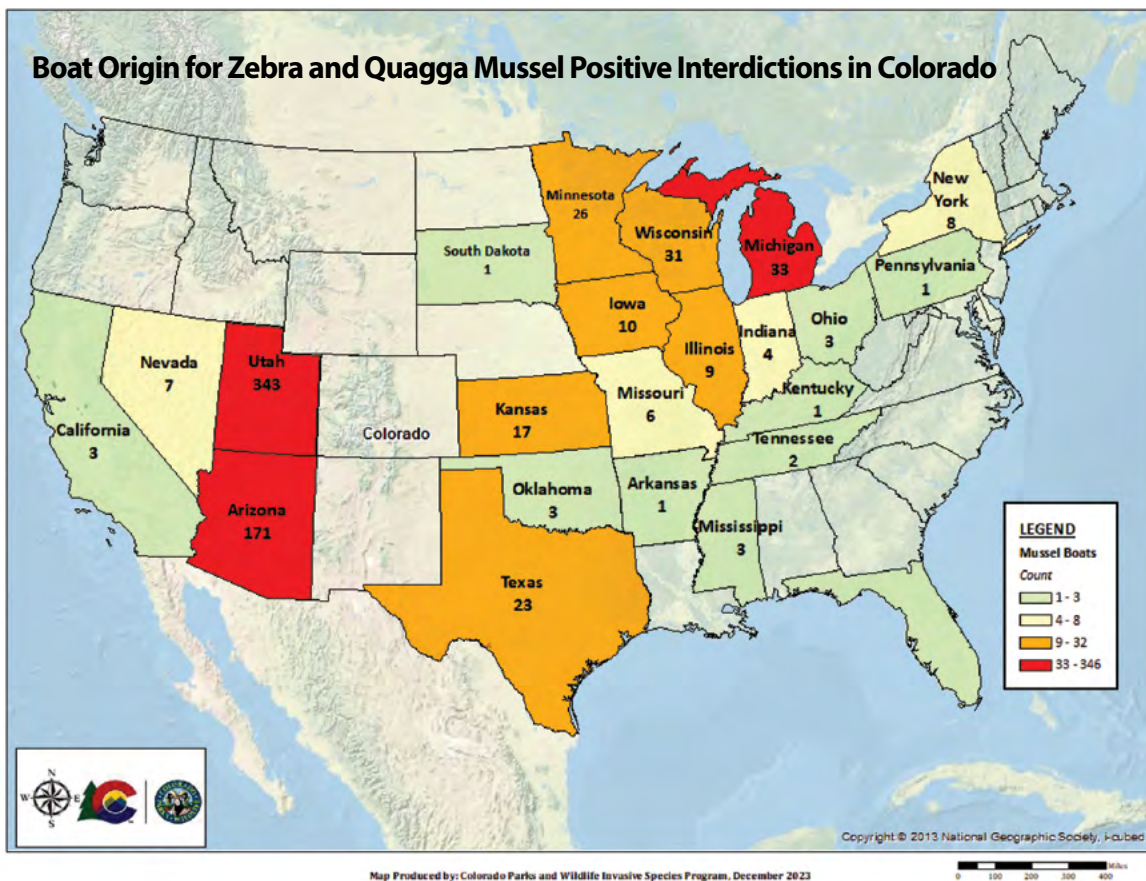 Boat Origin for Zebra and Quagga Mussel Positive Interdictions in Colorado
Minnesota
26
New
York
8
Wisconsin
31
Michigan
33
South Dakota
1
Pennsylvania
1
Iowa
10
Ohio
3
Indiana
4
Illinois
9
Nevada
7
Utah
343
Missouri
6
Kentucky
1
Kansas
17
California
3
Colorado
Tennessee
2
Arizona
171
Oklahoma
3
Arkansas
1
Mississippi
3
Texas
23
LEGEND
Mussel Boats
Count
1 - 3
4 - 8
9 - 32
33 - 346
N
W E
S
C
Copyright © 2013 National Geographic Society, i-cubed
Map Produced by: Colorado Parks and Wildlife Invasive Species Program, December 2023
Miles
0 100 200 300 400